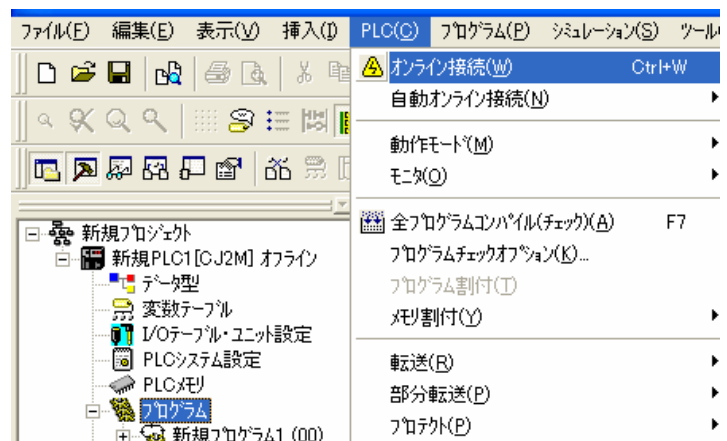 ファイル(F) 編集(E) 表示(V) 挿入(I) PLC(C) プログラム(P) シミュレーション(S) ツール
オンライン接続(W) Ctrl+W
自動オンライン接続(N)
動作モード(M)
モニタ(O)
全プログラムコンパイル(チェック)(A) F7
プログラムチェックオプション(K)...
プログラム割付(T)
メモリ割付(Y)
転送(R)
部分転送(P)
プロテクト(P)
新規プロジェクト
新規PLC1[CJ2M] オフライン
データ型
変数テーブル
I/Oテーブル・ユニット設定
PLCシステム設定
PLCメモリ
プログラム
新規プログラム1 (00)